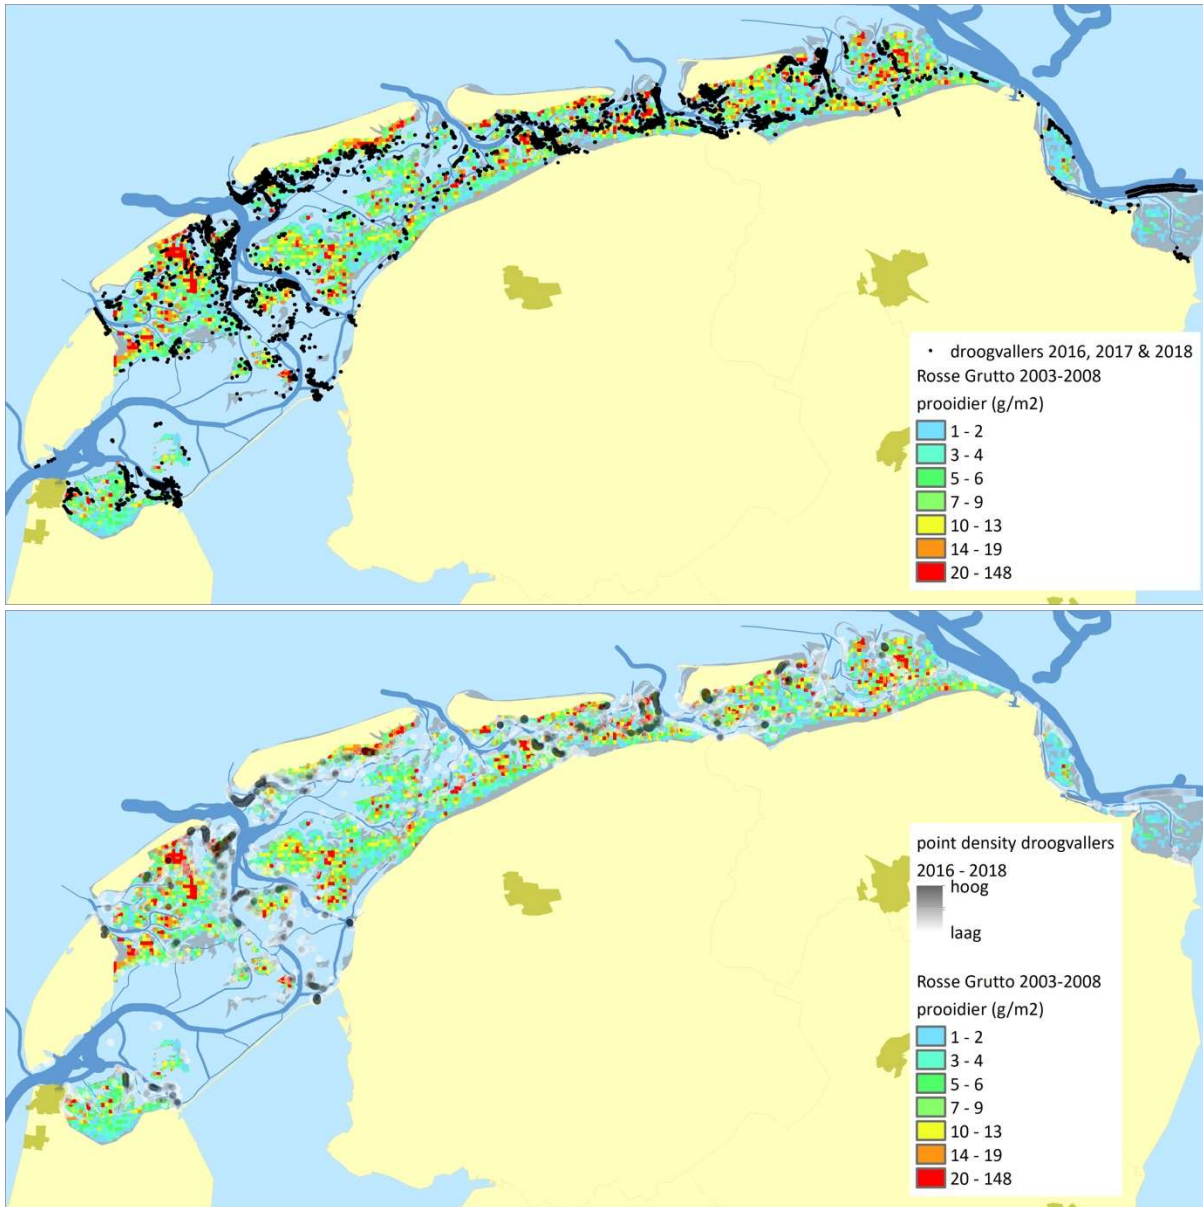 droogvallers 2016, 2017 & 2018
Rosse Grutto 2003-2008
prooidier (g/m2)
1 - 2
3 - 4
5 - 6
7 - 9
10 - 13
14 - 19
20 - 148
point density droogvallers
2016 - 2018
hoog
laag
Rosse Grutto 2003-2008
prooidier (g/m2)
1 - 2
3 - 4
5 - 6
7 - 9
10 - 13
14 - 19
20 - 148